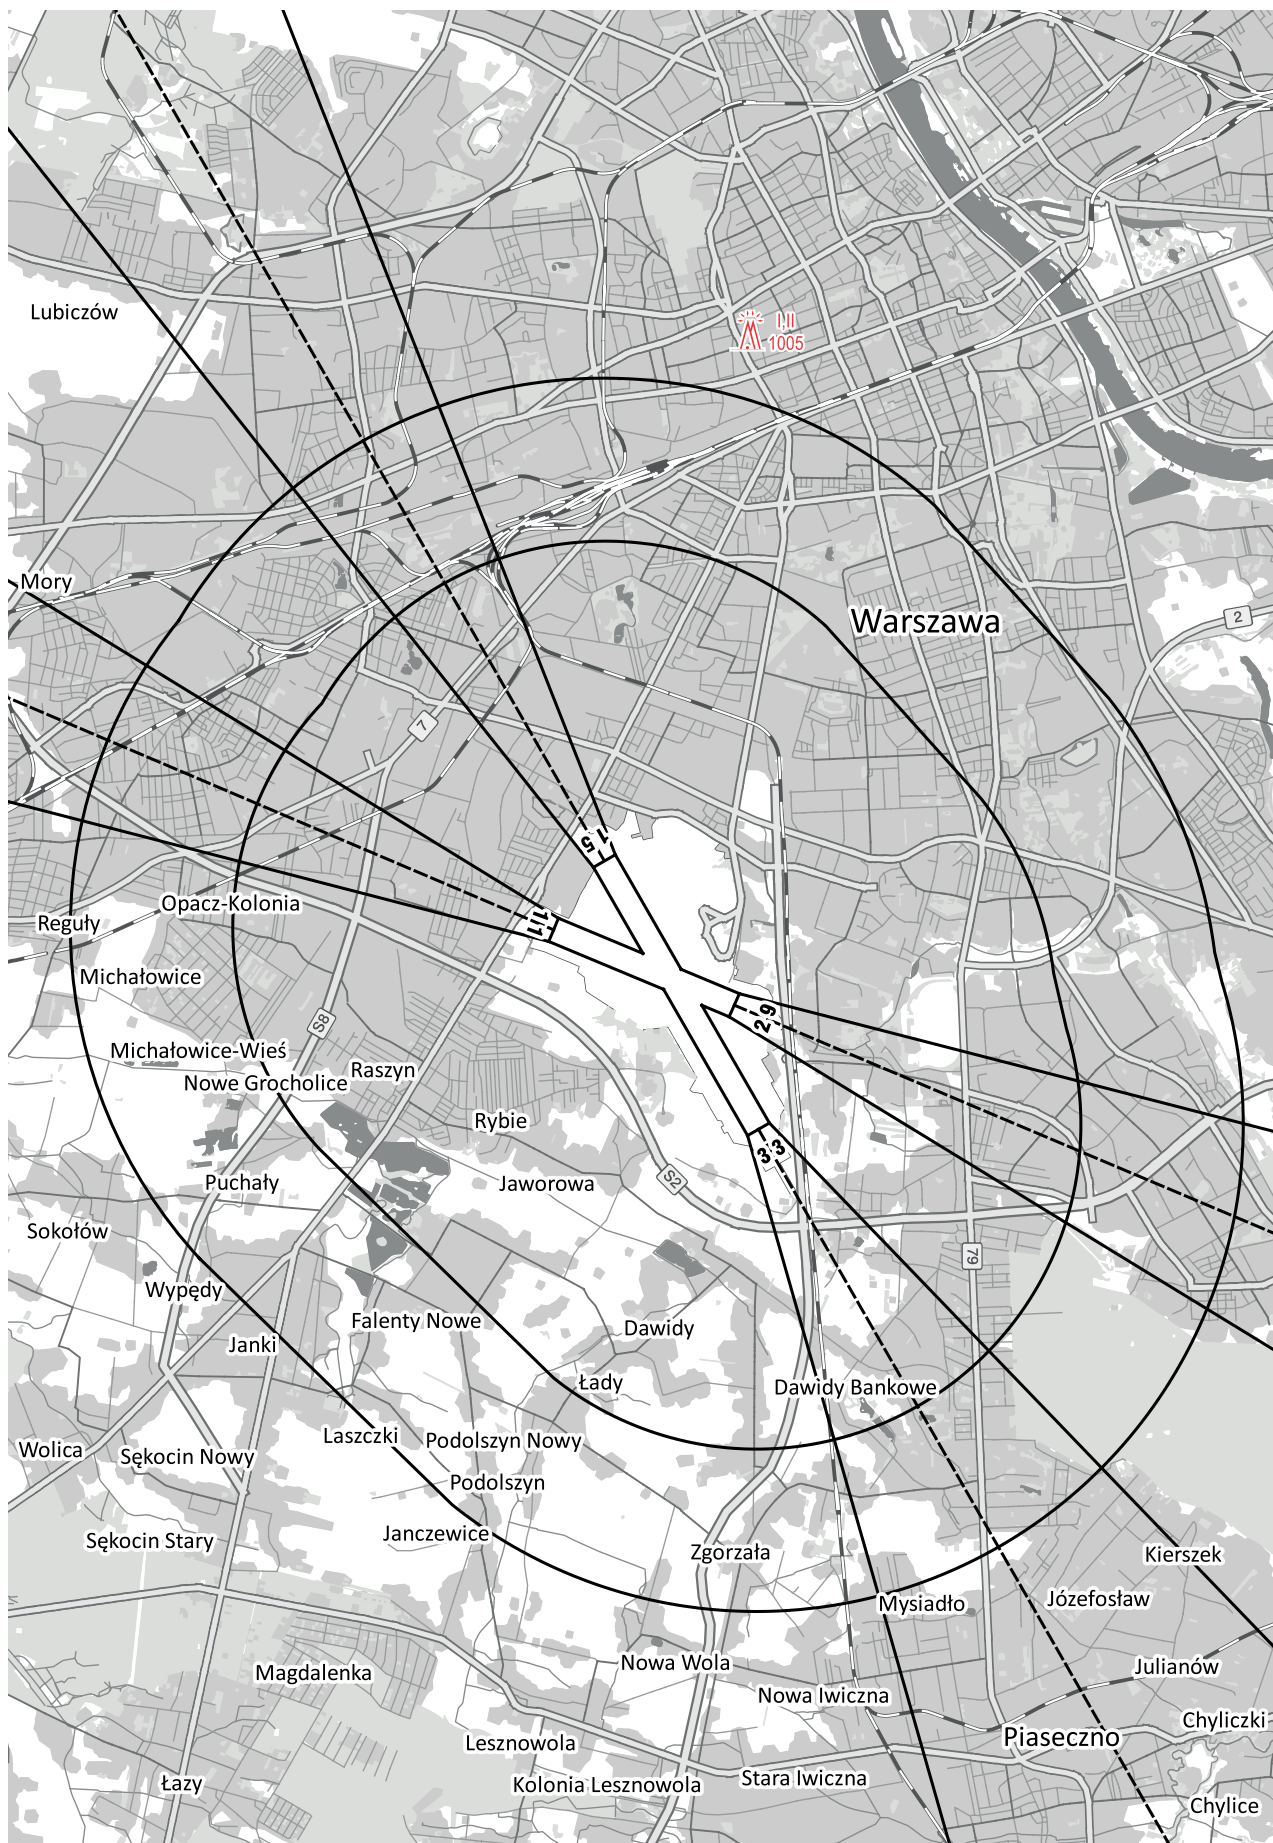 Lubiczów
I,II
1005
Mory
2
Warszawa
7
15
Opacz-Kolonia
11
Reguły
Michałowice
29
S8
Michałowice-Wieś
Raszyn
Nowe Grocholice
Rybie
33
S2
Puchały
Jaworowa
Sokołów
79
Wypędy
Falenty Nowe
Dawidy
Janki
Łady
Dawidy Bankowe
Laszczki
Podolszyn Nowy
Wolica
Sękocin Nowy
Podolszyn
Janczewice
Sękocin Stary
Zgorzała
Kierszek
Mysiadło
Józefosław
Magdalenka
Nowa Wola
Julianów
Nowa Iwiczna
Chyliczki
Piaseczno
Lesznowola
Łazy
Kolonia Lesznowola
Stara Iwiczna
Chylice